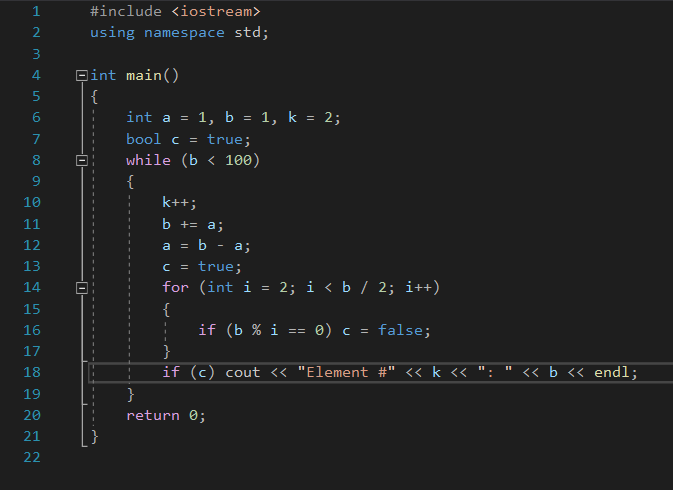 1 #include <iostream>
2 using namespace std;
3
4 int main()
5 {
6 int a = 1, b = 1, k = 2;
7 bool c = true;
8 while (b < 100)
9 {
10 k++;
11 b += a;
12 a = b - a;
13 c = true;
14 for (int i = 2; i < b / 2; i++)
15 {
16 if (b % i == 0) c = false;
17 }
18 if (c) cout << "Element #" << k << ": " << b << endl;
19 }
20 return 0;
21 }
22